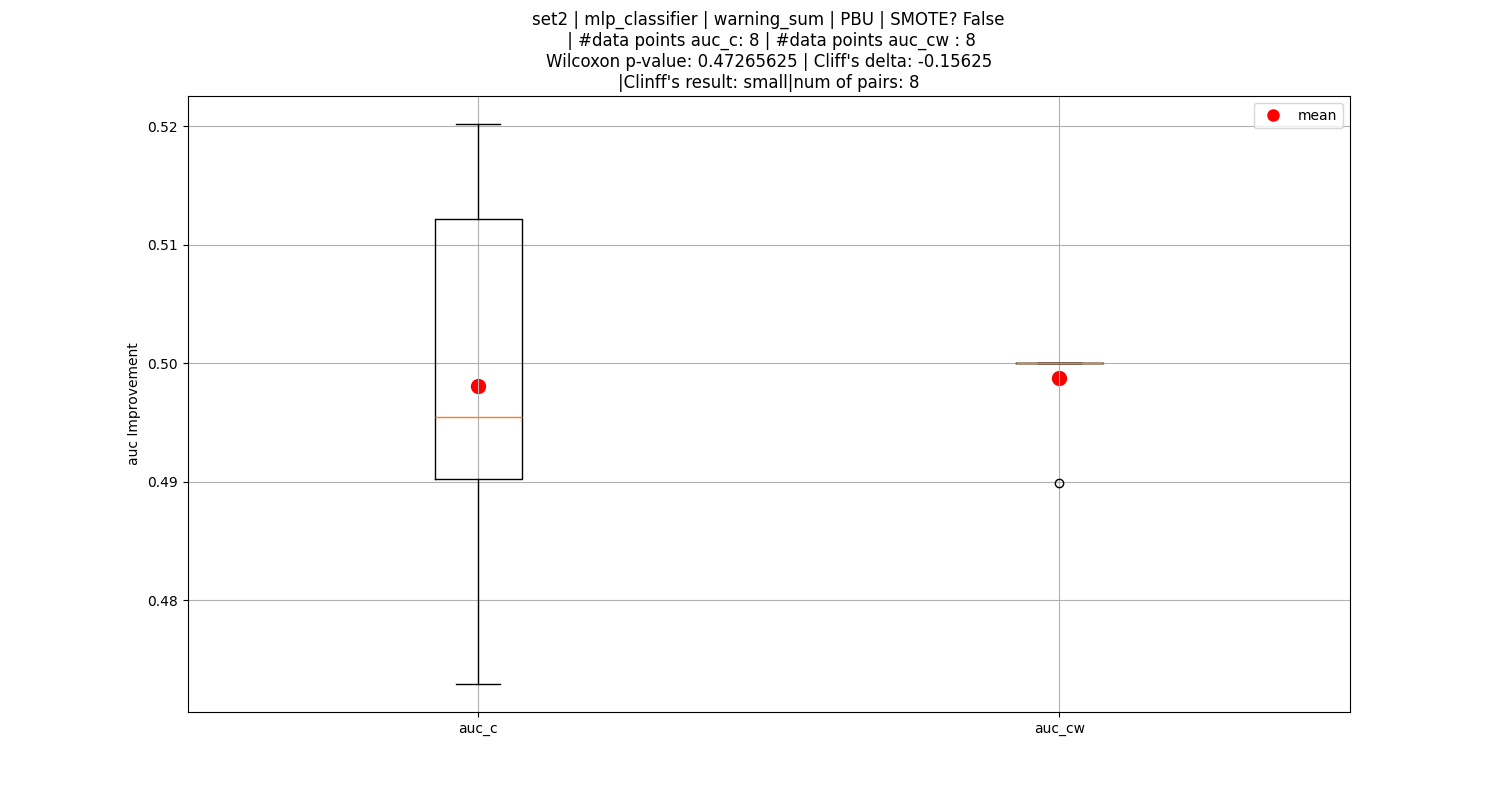 set2 | mlp_classifier | warning_sum | PBU | SMOTE? False
| #data points auc_c: 8 | #data points auc_cw : 8
Wilcoxon p-value: 0.47265625 | Cliff's delta: -0.15625
|Clinff's result: small|num of pairs: 8
mean
0.52
0.51
0.50
0.49
0.48
auc Improvement
auc_c
auc_cw